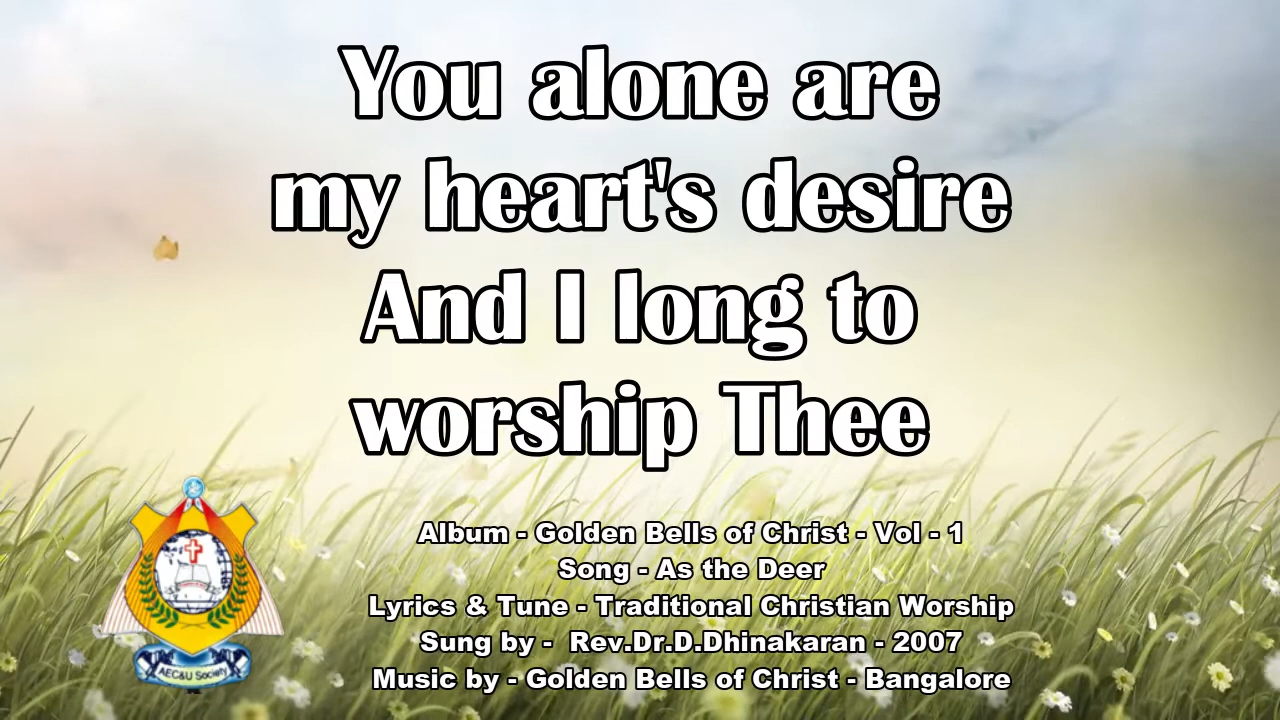 You alone are
my heart's desire
And I long to
worship Thee
Album - Golden Bells of Christ - Vol - 1
Song - As the Deer
Lyrics & Tune - Traditional Christian Worship
Sung by -  Rev.Dr.D.Dhinakaran - 2007
Music by - Golden Bells of Christ - Bangalore
AEC&U Society